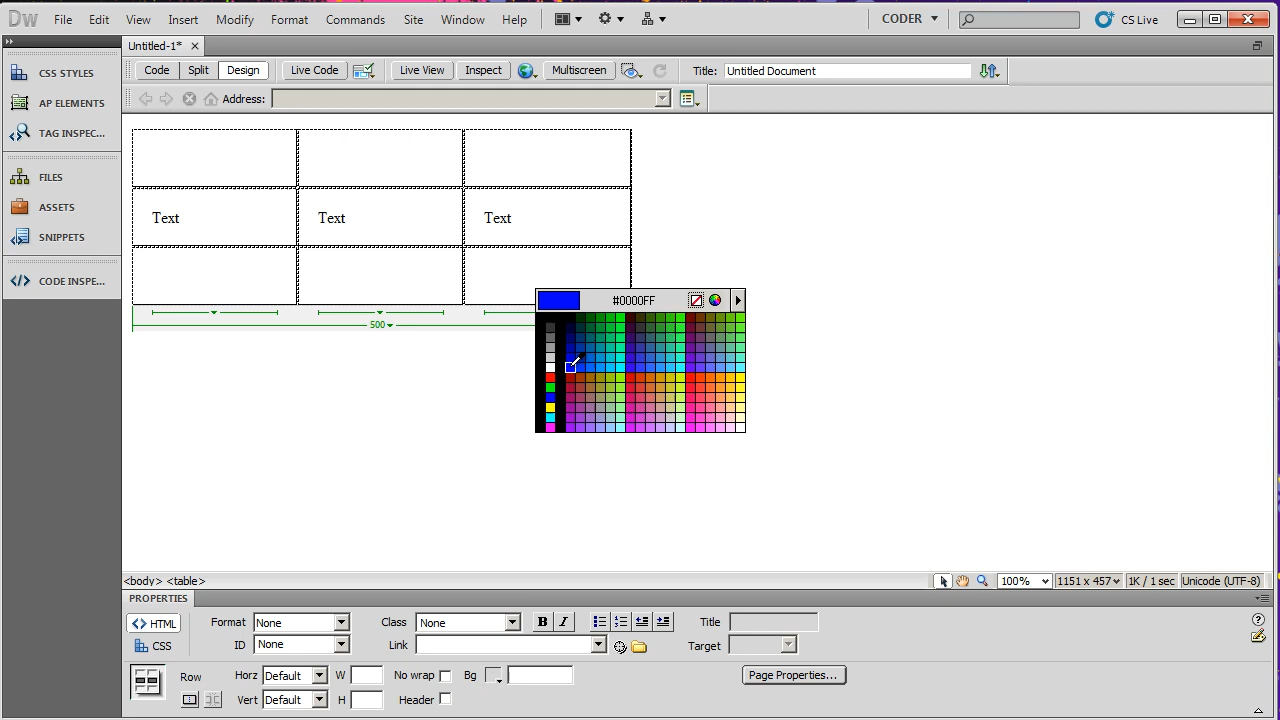 Dw File Edit View Insert Modify Format Commands Site Window Help CODER CS Live
Untitled-1*
Code Split Design Live Code Live View Inspect Multiscreen Title: Untitled Document
Address:
CSS STYLES
AP ELEMENTS
TAG INSPEC...
FILES
ASSETS
SNIPPETS
CODE INSPE...
Text Text Text
#0000FF
500
<body> <table> 100% 1151 x 457 1K / 1 sec Unicode (UTF-8)
PROPERTIES
HTML Format None Class None B I Title
CSS ID None Link Target
Row Horz Default W No wrap Bg Page Properties...
Vert Default H Header